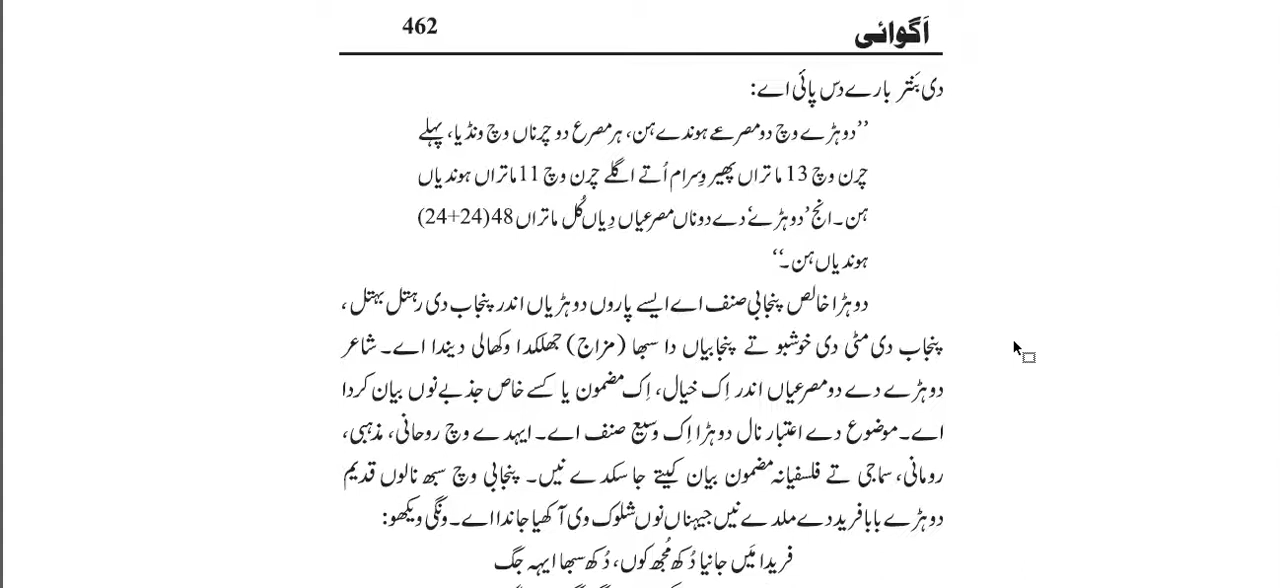 اَگوائی 462
دی بَنتر بارے دس پائی اے:
’’دوہڑے وچ دو مصرعے ہوندے ہن، ہر مصرع دو چرناں وچ ونڈیا، پہلے
چرن وچ 13 ماتراں پھیر وِسرام اُتے اگلے چرن وچ 11 ماتراں ہوندیاں
ہن۔ انج ’دوہڑے‘ دے دوناں مصرعیاں دِیاں کُل ماتراں 48(24+24)
ہوندیاں ہن۔‘‘
دوہڑا خالص پنجابی صنف اے ایسے پاروں دوہڑیاں اندر پنجاب دی رہتل بہتل،
پنجاب دی مٹی دی خوشبو تے پنجابیاں دا سبھا (مزاج) جھلکدا وکھالی دیندا اے۔ شاعر
دوہڑے دے دو مصرعیاں اندر اِک خیال، اِک مضمون یا کسے خاص جذبے نوں بیان کردا
اے۔ موضوع دے اعتبار نال دوہڑا اِک وسیع صنف اے۔ ایہدے وچ روحانی، مذہبی،
رومانی، سماجی تے فلسفیانہ مضمون بیان کیتے جا سکدے نیں۔ پنجابی وچ سبھ نالوں قدیم
دوہڑے بابا فرید دے ملدے نیں جیہناں نوں شلوک وی آکھیا جاندا اے۔ ونگی ویکھو:
فریدا مَیں جانیا دُکھ مُجھ کوں، دُکھ سبھا ایہہ جگ